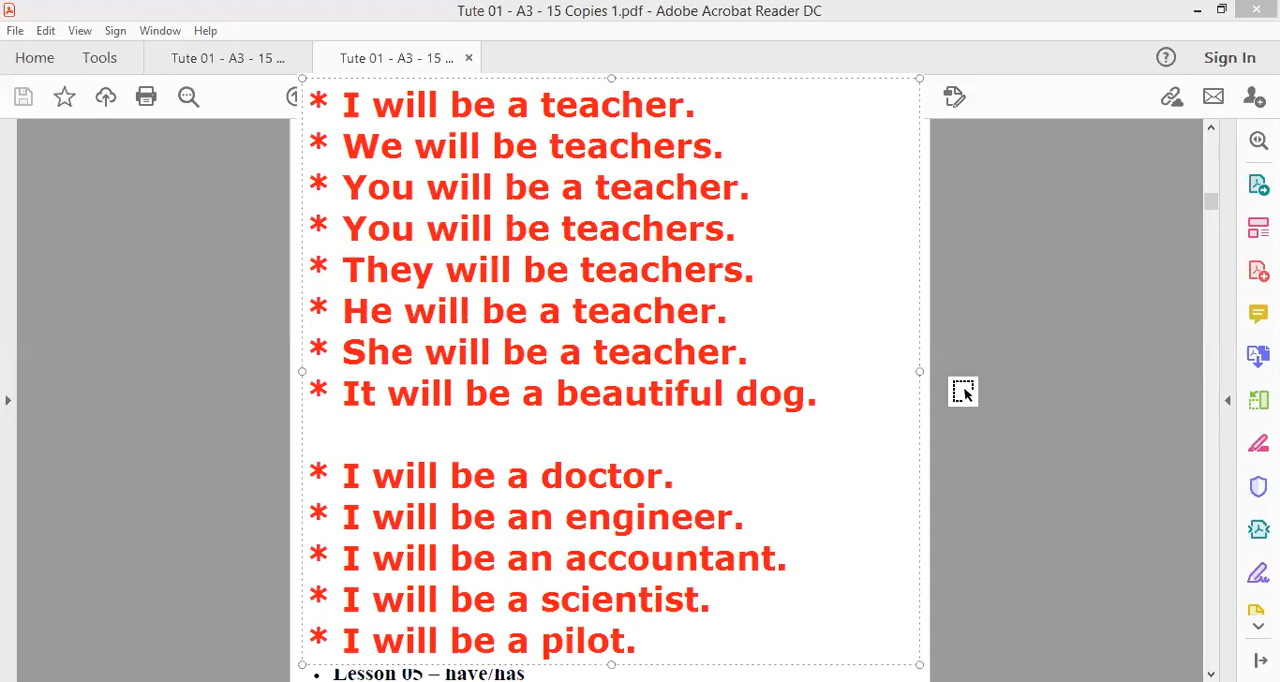 Tute 01 - A3 - 15 Copies 1.pdf - Adobe Acrobat Reader DC
File Edit View Sign Window Help
Home Tools Tute 01 - A3 - 15 ... Tute 01 - A3 - 15 ... × Sign In
* I will be a teacher.
* We will be teachers.
* You will be a teacher.
* You will be teachers.
* They will be teachers.
* He will be a teacher.
* She will be a teacher.
* It will be a beautiful dog.
* I will be a doctor.
* I will be an engineer.
* I will be an accountant.
* I will be a scientist.
* I will be a pilot.
• Lesson 05 – have/has